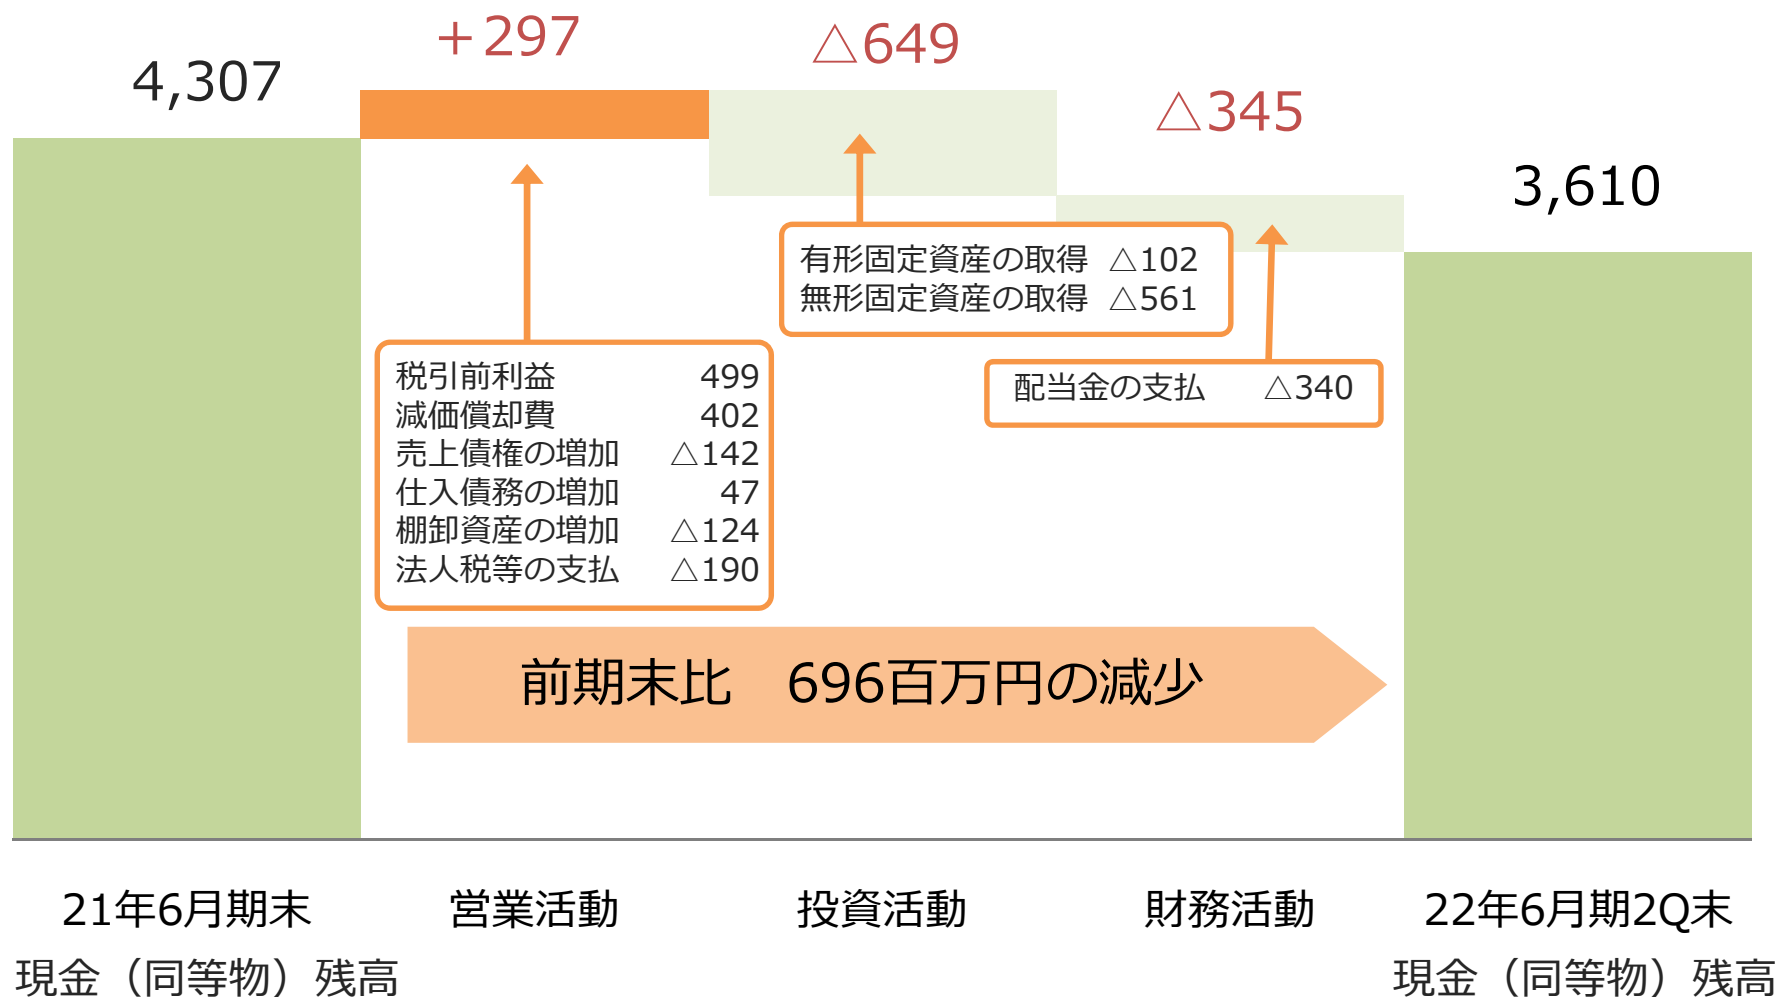 4,307
＋297
△649
△345
3,610
有形固定資産の取得 △102
無形固定資産の取得 △561
配当金の支払 △340
税引前利益 499
減価償却費 402
売上債権の増加 △142
仕入債務の増加 47
棚卸資産の増加 △124
法人税等の支払 △190
前期末比　696百万円の減少
21年6月期末
現金（同等物）残高
営業活動
投資活動
財務活動
22年6月期2Q末
現金（同等物）残高